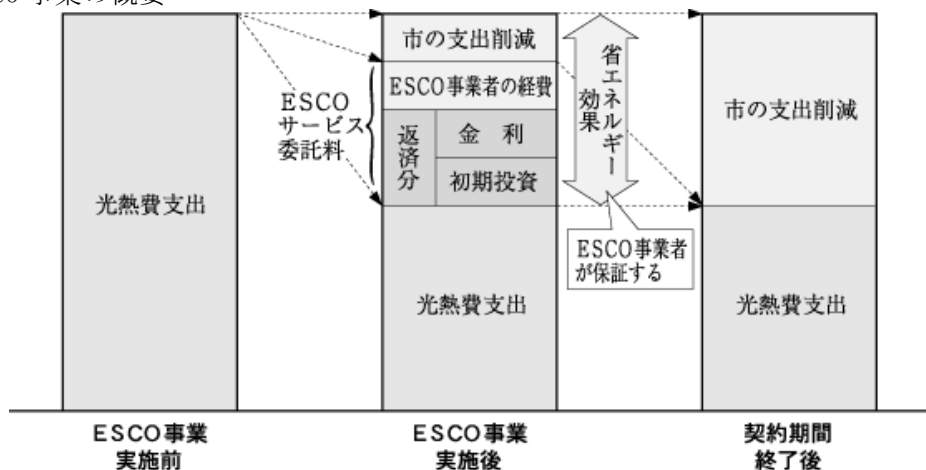 事業の概要
市の支出削減
ESCO事業者の経費
ESCO
サービス
委託料
返済分
金 利
初期投資
省エネルギー
効果
市の支出削減
光熱費支出
ESCO事業者
が保証する
光熱費支出
光熱費支出
ESCO事業
実施前
ESCO事業
実施後
契約期間
終了後